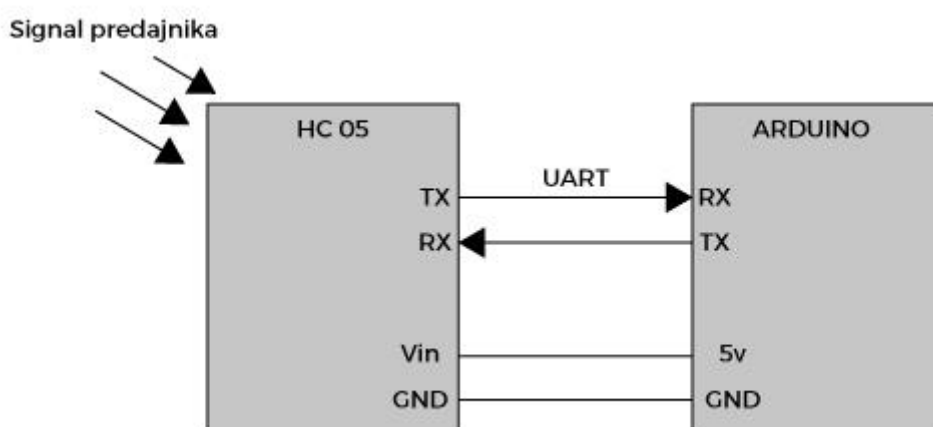 Signal predajnika
HC 05
ARDUINO
UART
TX
RX
RX
TX
Vin
5v
GND
GND